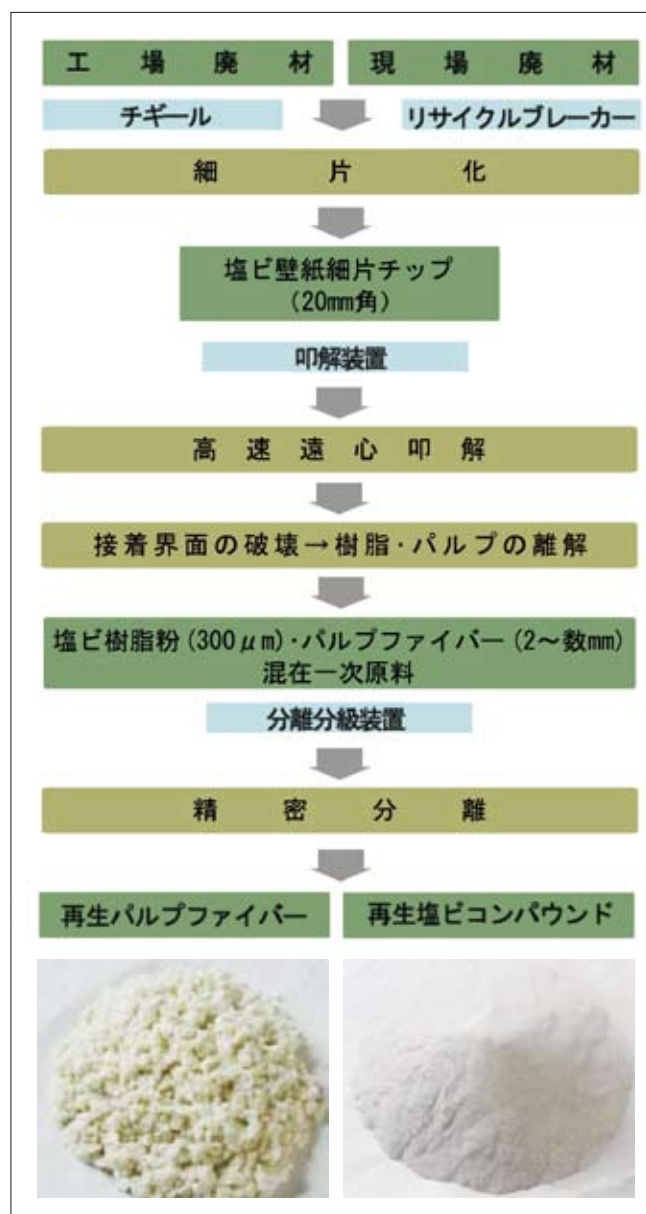 工場廃材
現場廃材
チギール
リサイクルブレーカー
細片化
塩ビ壁紙細片チップ
(20mm角)
叩解装置
高速遠心叩解
接着界面の破壊→樹脂・パルプの離解
塩ビ樹脂粉(300μm)・パルプファイバー(2〜数mm)
混在一次原料
分離分級装置
精密分離
再生パルプファイバー
再生塩ビコンパウンド